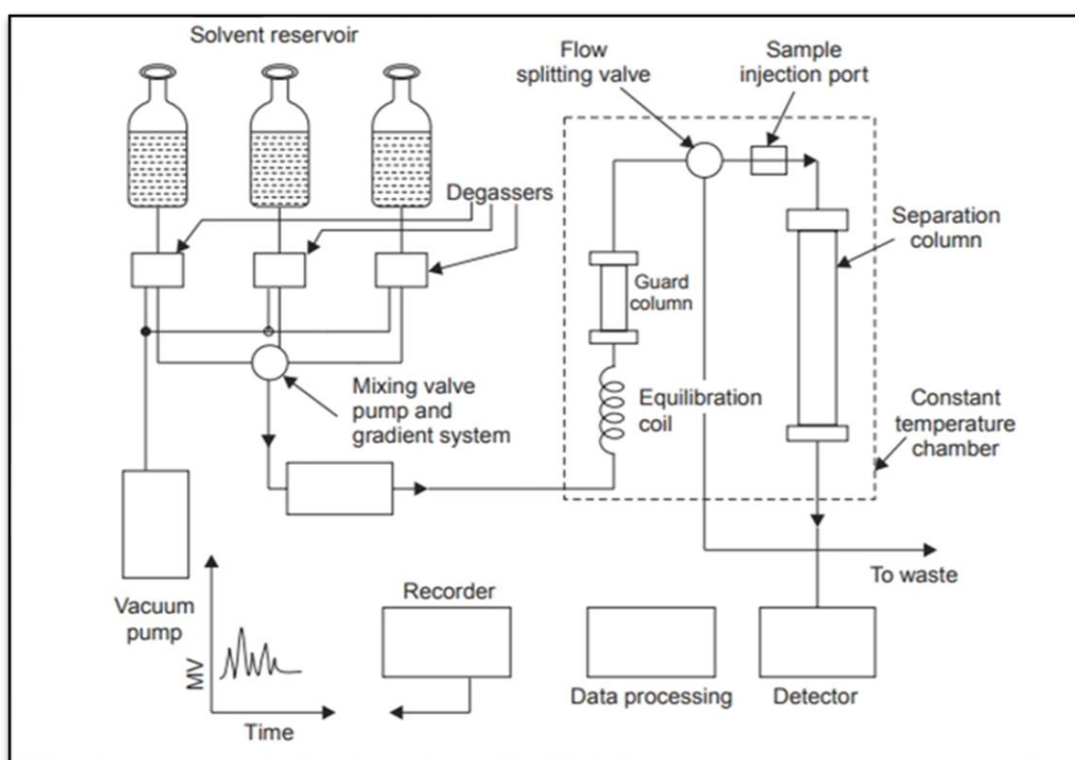 Solvent reservoir
Flow
splitting valve
Sample
injection port
Degassers
Separation
column
Guard
column
Mixing valve
pump and
gradient system
Equilibration
coil
Constant
temperature
chamber
To waste
Vacuum
pump
MV
Time
Recorder
Data processing
Detector